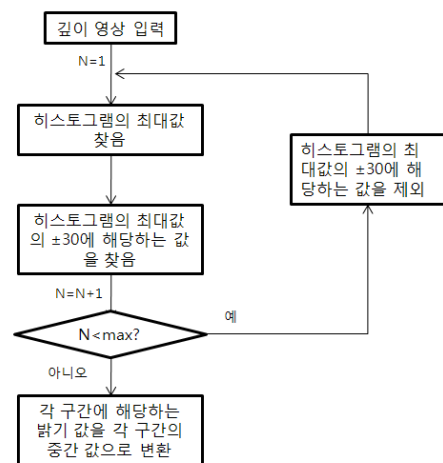 깊이 영상 입력
N=1
히스토그램의 최대값
찾음
히스토그램의 최
대값의 ±30에 해
당하는 값을 제외
히스토그램의 최대값
의 ±30에 해당하는 값
을 찾음
N=N+1
N<max?
예
아니오
각 구간에 해당하는
밝기 값을 각 구간의
중간 값으로 변환